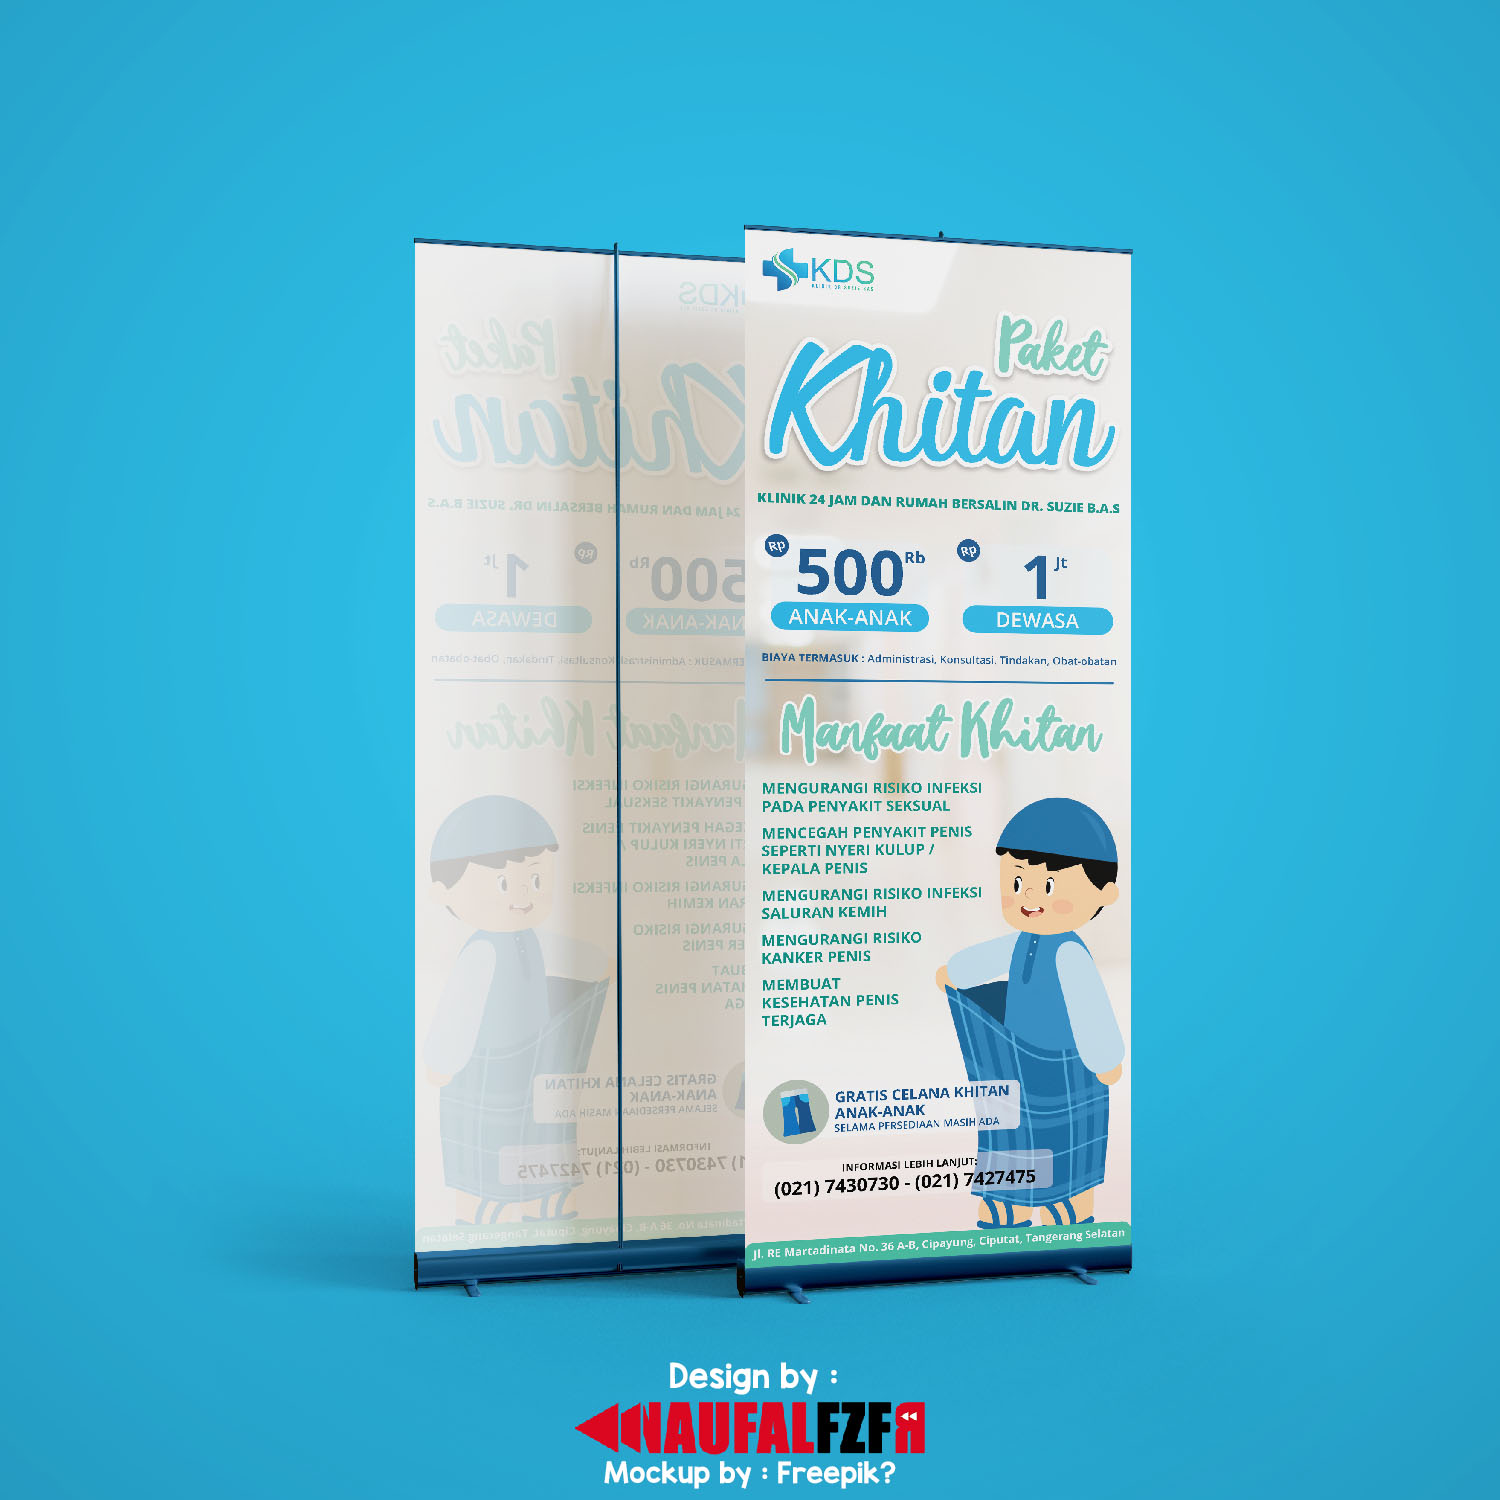 KDS
KLINIK DR SUZIE BAS
Paket
Khitan
KLINIK 24 JAM DAN RUMAH BERSALIN DR. SUZIE B.A.S
Rp 500 Rb
ANAK-ANAK
Rp 1 Jt
DEWASA
BIAYA TERMASUK : Administrasi, Konsultasi, Tindakan, Obat-obatan
Manfaat Khitan
MENGURANGI RISIKO INFEKSI
PADA PENYAKIT SEKSUAL
MENCEGAH PENYAKIT PENIS
SEPERTI NYERI KULUP /
KEPALA PENIS
MENGURANGI RISIKO INFEKSI
SALURAN KEMIH
MENGURANGI RISIKO
KANKER PENIS
MEMBUAT
KESEHATAN PENIS
TERJAGA
GRATIS CELANA KHITAN
ANAK-ANAK
SELAMA PERSEDIAAN MASIH ADA
INFORMASI LEBIH LANJUT:
(021) 7430730 - (021) 7427475
Jl. RE Martadinata No. 36 A-B, Cipayung, Ciputat, Tangerang Selatan
Design by :
NAUFALFZFR
Mockup by : Freepik?